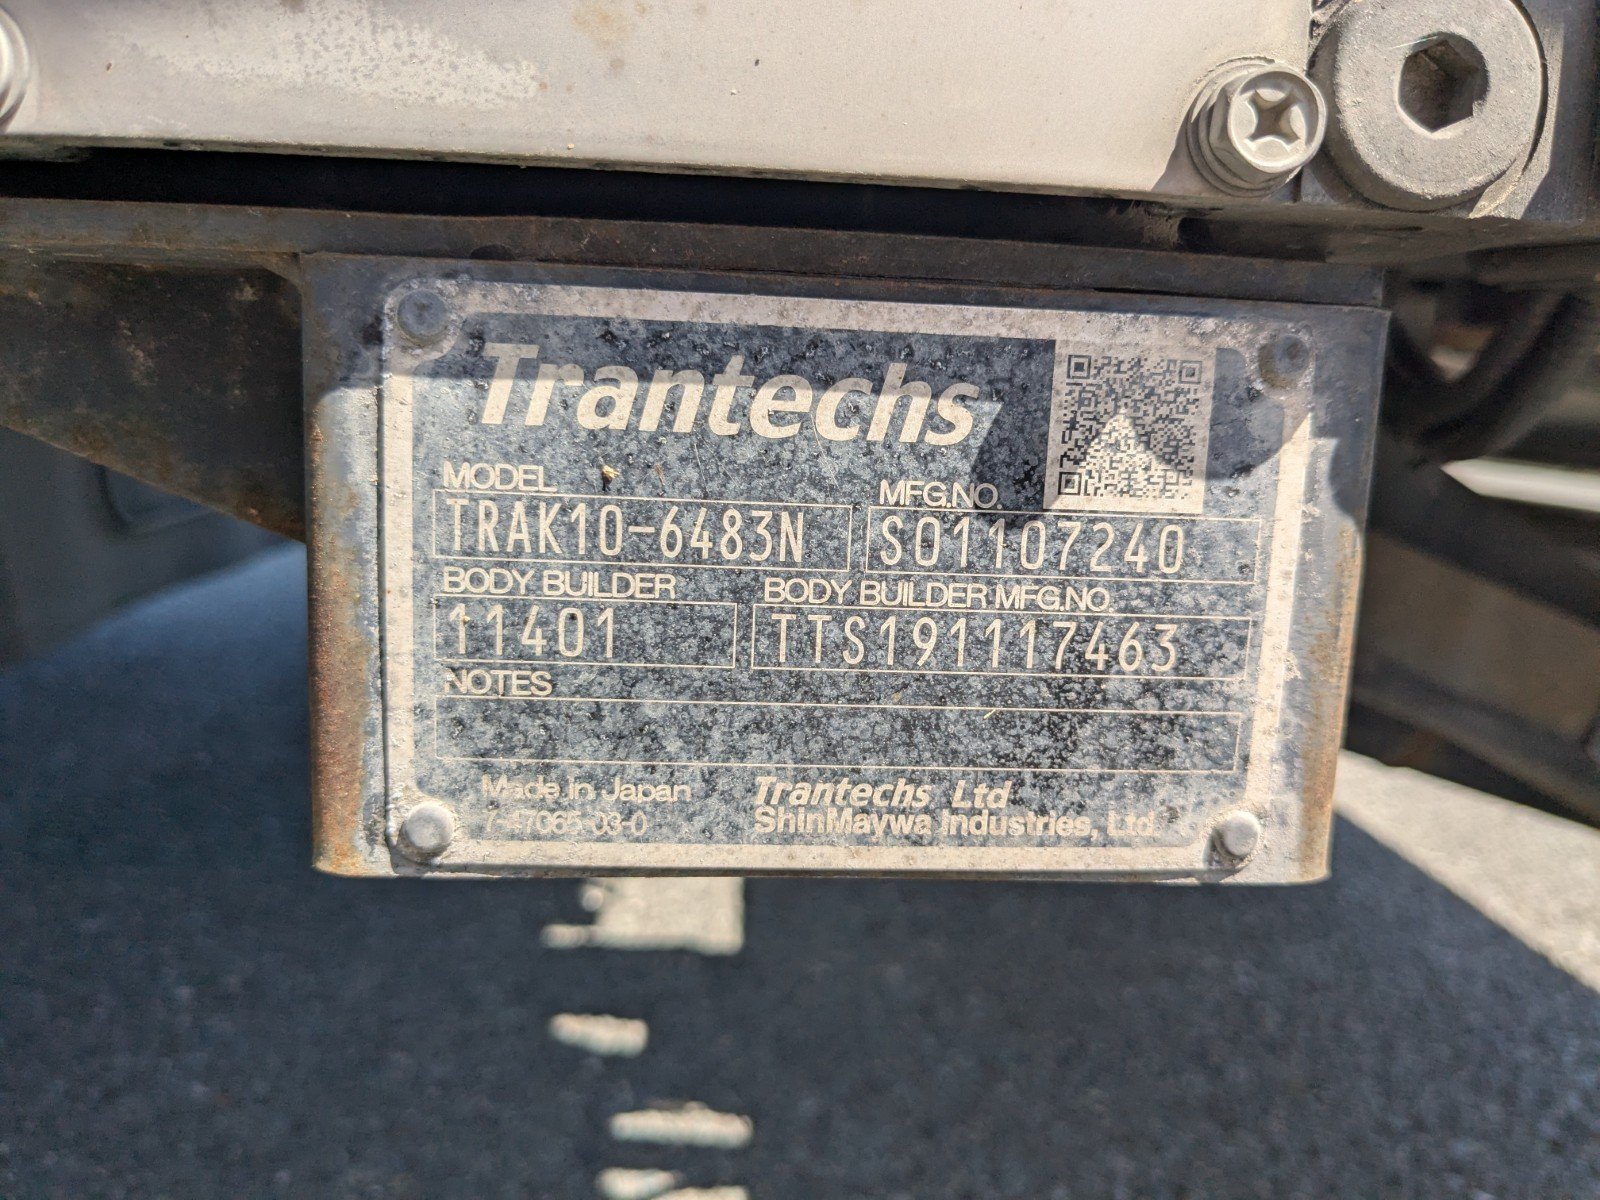 Trantechs
MODEL MFG.NO.
TRAK10-6483N S01107240
BODY BUILDER BODY BUILDER MFG.NO.
11401 TTS191117463
NOTES
Made in Japan Trantechs Ltd
7-47065-03-0 ShinMaywa Industries, Ltd.